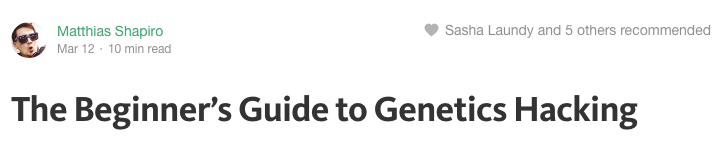 Matthias Shapiro
Sasha Laundy and 5 others recommended
Mar 12 · 10 min read
The Beginner’s Guide to Genetics Hacking